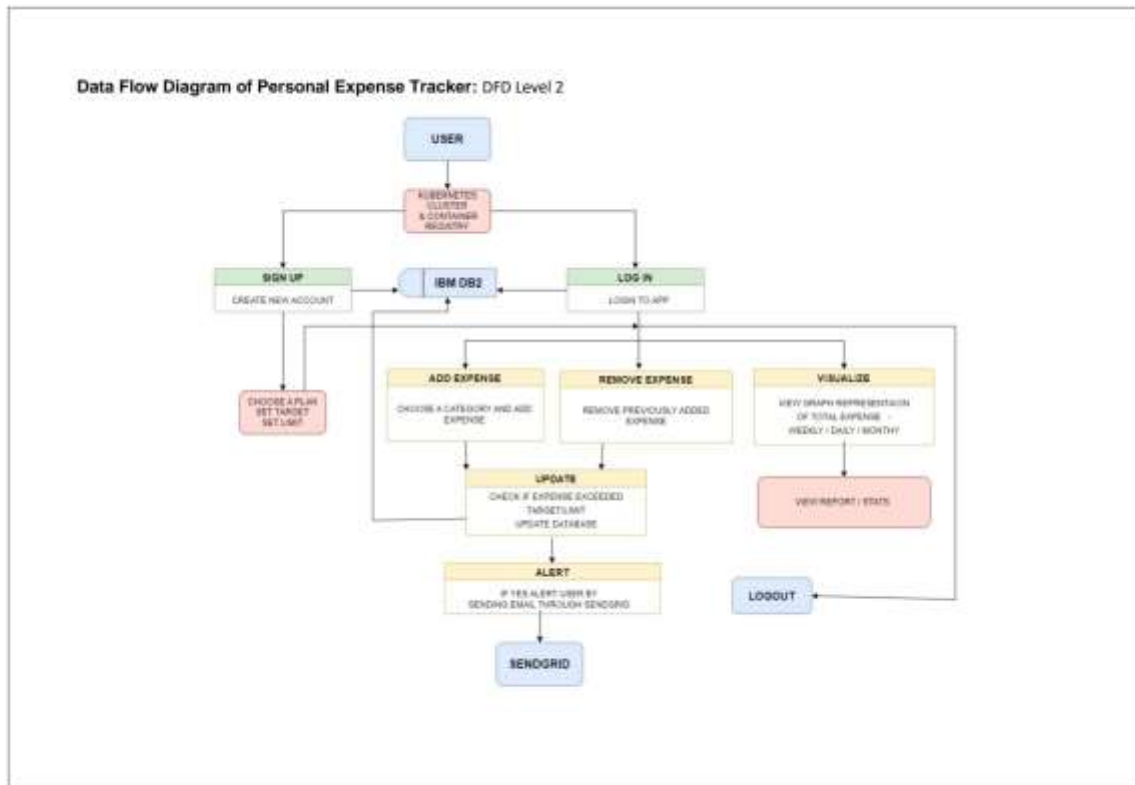 Data Flow Diagram of Personal Expense Tracker: DFD Level 2
USER
KUBERNETES
CLUSTER
& CONTAINER
REGISTRY
SIGN UP
CREATE NEW ACCOUNT
IBM DB2
LOG IN
LOGIN TO APP
CHOOSE A PLAN
SET TARGET
SET LIMIT
ADD EXPENSE
CHOOSE A CATEGORY AND ADD
EXPENSE
REMOVE EXPENSE
REMOVE PREVIOUSLY ADDED
EXPENSE
VISUALIZE
VIEW GRAPH REPRESENTAION
OF TOTAL EXPENSE -
WEEKLY / DAILY / MONTHY
UPDATE
CHECK IF EXPENSE EXCEEDED
TARGET/LIMIT
UPDATE DATABASE
VIEW REPORT / STATS
ALERT
IF YES ALERT USER BY
SENDING EMAIL THROUGH SENDGRID
LOGOUT
SENDGRID